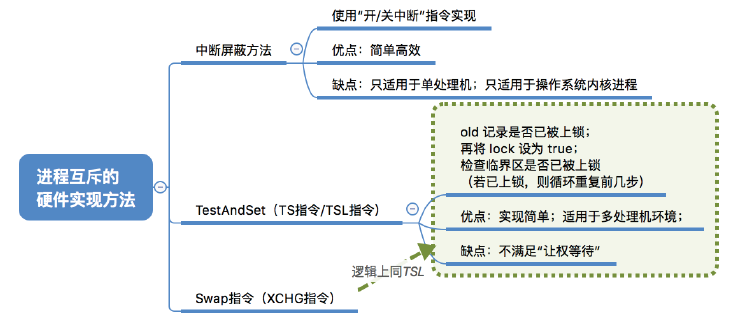 进程互斥的
硬件实现方法
中断屏蔽方法
使用“开/关中断”指令实现
优点：简单高效
缺点：只适用于单处理机；只适用于操作系统内核进程
TestAndSet（TS指令/TSL指令）
old 记录是否已被上锁；
再将 lock 设为 true；
检查临界区是否已被上锁
（若已上锁，则循环重复前几步）
优点：实现简单；适用于多处理机环境；
缺点：不满足“让权等待”
逻辑上同TSL
Swap指令（XCHG指令）